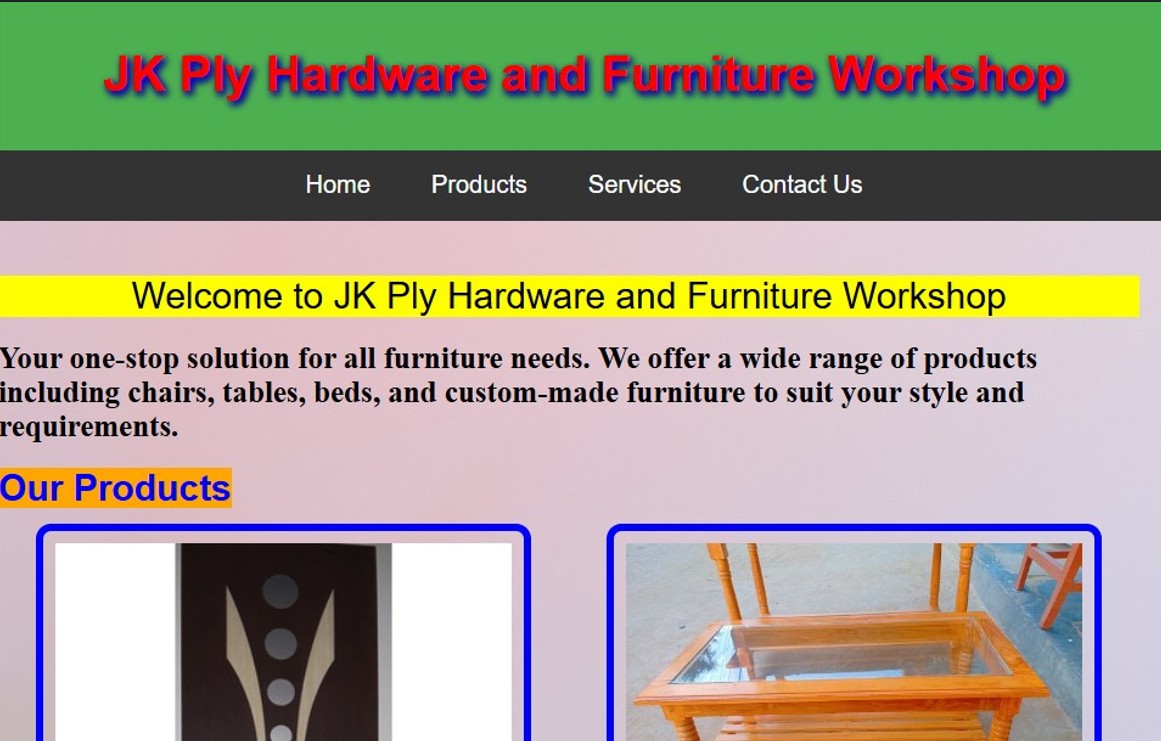 JK Ply Hardware and Furniture Workshop
Home Products Services Contact Us
Welcome to JK Ply Hardware and Furniture Workshop
Your one-stop solution for all furniture needs. We offer a wide range of products
including chairs, tables, beds, and custom-made furniture to suit your style and
requirements.
Our Products